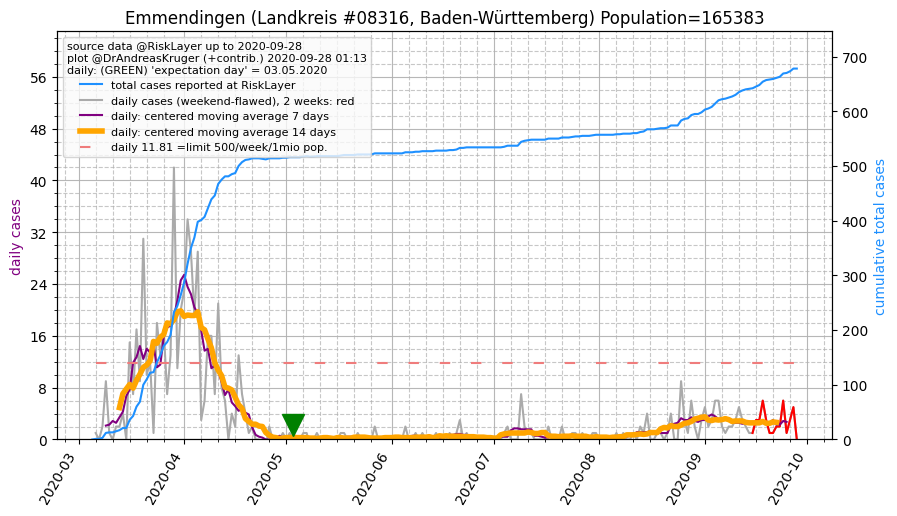 Emmendingen (Landkreis #08316, Baden-Württemberg) Population=165383
source data @RiskLayer up to 2020-09-28
plot @DrAndreasKruger (+contrib.) 2020-09-28 01:13
daily: (GREEN) 'expectation day' = 03.05.2020
total cases reported at RiskLayer
daily cases (weekend-flawed), 2 weeks: red
daily: centered moving average 7 days
daily: centered moving average 14 days
daily 11.81 =limit 500/week/1mio pop.
daily cases
56
48
40
32
24
16
8
0
700
600
500
400
300
200
100
0
cumulative total cases
2020-03
2020-04
2020-05
2020-06
2020-07
2020-08
2020-09
2020-10